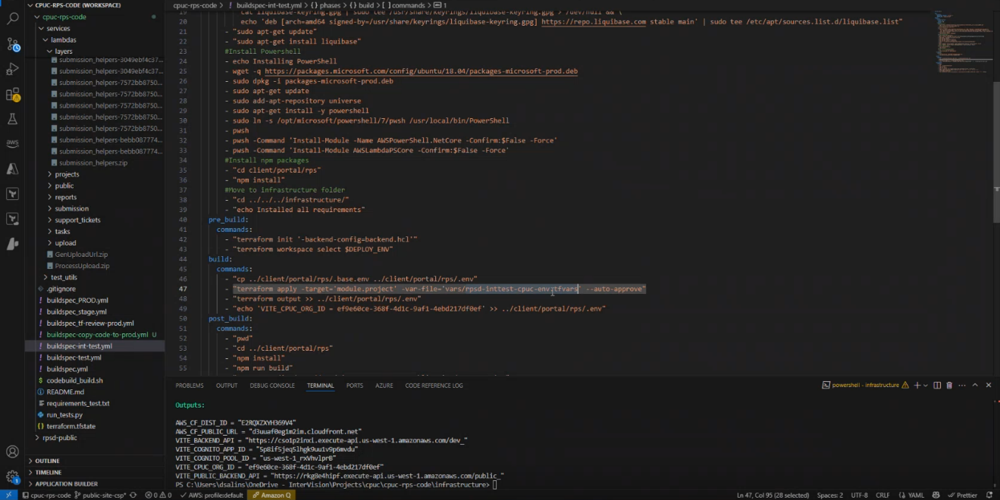 CPUC-RPS-CODE (WORKSPACE)
cpuc-rps-code
services
lambdas
layers
submission_helpers-3049ebf4c37...
submission_helpers-3049ebf4c37...
submission_helpers-7572bb8750...
submission_helpers-7572bb8750...
submission_helpers-7572bb8750...
submission_helpers-7572bb8750...
submission_helpers-7572bb8750...
submission_helpers-bebb087774...
submission_helpers-bebb087774...
submission_helpers.zip
projects
public
reports
submission
support_tickets
tasks
upload
GenUploadUrl.zip
ProcessUpload.zip
test_utils
.gitignore
buildspec_PROD.yml
buildspec_stage.yml
buildspec_tf-review-prod.yml
buildspec-copy-code-to-prod.yml U
buildspec-int-test.yml
buildspec-test.yml
buildspec.yml
codebuild_build.sh
README.md
requirements_test.txt
run_tests.py
terraform.tfstate
rpsd-public
OUTLINE
TIMELINE
APPLICATION BUILDER
aws
cpuc-rps-code > buildspec-int-test.yml > {} phases > {} build > [ ] commands > 1
19 cat liquibase-keyring.gpg | sudo tee /usr/share/keyrings/liquibase-keyring.gpg > /dev/null && \
20 echo 'deb [arch=amd64 signed-by=/usr/share/keyrings/liquibase-keyring.gpg] https://repo.liquibase.com stable main' | sudo tee /etc/apt/sources.list.d/liquibase.list"
21 - "sudo apt-get update"
22 - "sudo apt-get install liquibase"
23 #Install Powershell
24 - echo Installing PowerShell
25 - wget -q https://packages.microsoft.com/config/ubuntu/18.04/packages-microsoft-prod.deb
26 - sudo dpkg -i packages-microsoft-prod.deb
27 - sudo apt-get update
28 - sudo add-apt-repository universe
29 - sudo apt-get install -y powershell
30 - sudo ln -s /opt/microsoft/powershell/7/pwsh /usr/local/bin/PowerShell
31 - pwsh
32 - pwsh -Command 'Install-Module -Name AWSPowerShell.NetCore -Confirm:$False -Force'
33 - pwsh -Command 'Install-Module AWSLambdaPSCore -Confirm:$False -Force'
34 #Install npm packages
35 - "cd client/portal/rps"
36 - "npm install"
37 #Move to infrastructure folder
38 - "cd ../../../infrastructure/"
39 - "echo Installed all requirements"
40 pre_build:
41 commands:
42 - "terraform init '-backend-config=backend.hcl'"
43 - "terraform workspace select $DEPLOY_ENV"
44 build:
45 commands:
46 - "cp ../client/portal/rps/.base.env ../client/portal/rps/.env"
47 - "terraform apply -target='module.project' -var-file='vars/rpsd-inttest-cpuc-env.tfvars' --auto-approve"
48 - "terraform output >> ../client/portal/rps/.env"
49 - "echo 'VITE_CPUC_ORG_ID = ef9e60ce-368f-4d1c-9af1-4ebd217df0ef' >> ../client/portal/rps/.env"
50 post_build:
51 commands:
52 - "pwd"
53 - "cd ../client/portal/rps"
54 - "npm install"
55 - "npm run build"
PROBLEMS OUTPUT DEBUG CONSOLE TERMINAL PORTS AZURE CODE REFERENCE LOG
powershell - infrastructure
Outputs:
AWS_CF_DIST_ID = "E2RQXZXYH369V4"
AWS_CF_PUBLIC_URL = "d3uuaf0eg1m2im.cloudfront.net"
VITE_BACKEND_API = "https://cso1p2inxi.execute-api.us-west-1.amazonaws.com/dev_"
VITE_COGNITO_APP_ID = "5p8if5jeq5lhgk9uu1v9p6mvdu"
VITE_COGNITO_POOL_ID = "us-west-1_rxVhvlprB"
VITE_CPUC_ORG_ID = "ef9e60ce-368f-4d1c-9af1-4ebd217df0ef"
VITE_PUBLIC_BACKEND_API = "https://rkg8e4hipf.execute-api.us-west-1.amazonaws.com/public_"
PS C:\Users\dsalins\OneDrive - InterVision\Projects\cpuc\cpuc-rps-code\infrastructure>
cpuc-rps-code public-site-csp* 0 0 AWS: profile:default Amazon Q Ln 47, Col 95 (28 selected) Spaces: 2 UTF-8 CRLF YAML Prettier